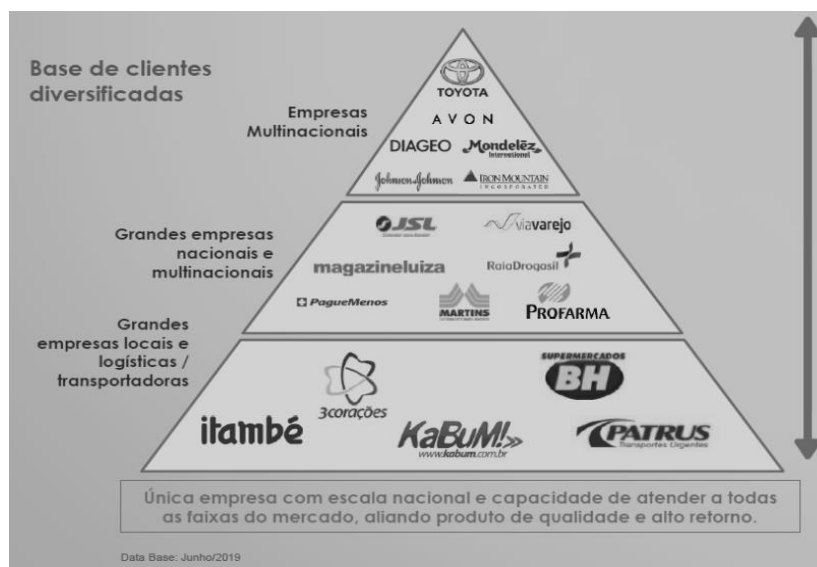 Base de clientes
diversificadas
TOYOTA
Empresas
Multinacionais
AVON
DIAGEO Mondelēz
International
Johnson & Johnson IRON MOUNTAIN
INCORPORATED
Grandes empresas
nacionais e
multinacionais
JSL viavarejo
magazineluiza RaiaDrogasil
PagueMenos MARTINS PROFARMA
Grandes
empresas locais e
logísticas /
transportadoras
SUPERMERCADOS
BH
3corações
itambé KaBuM! PATRUS
Transportes Urgentes
www.kabum.com.br
Única empresa com escala nacional e capacidade de atender a todas
as faixas do mercado, aliando produto de qualidade e alto retorno.
Data Base: Junho/2019